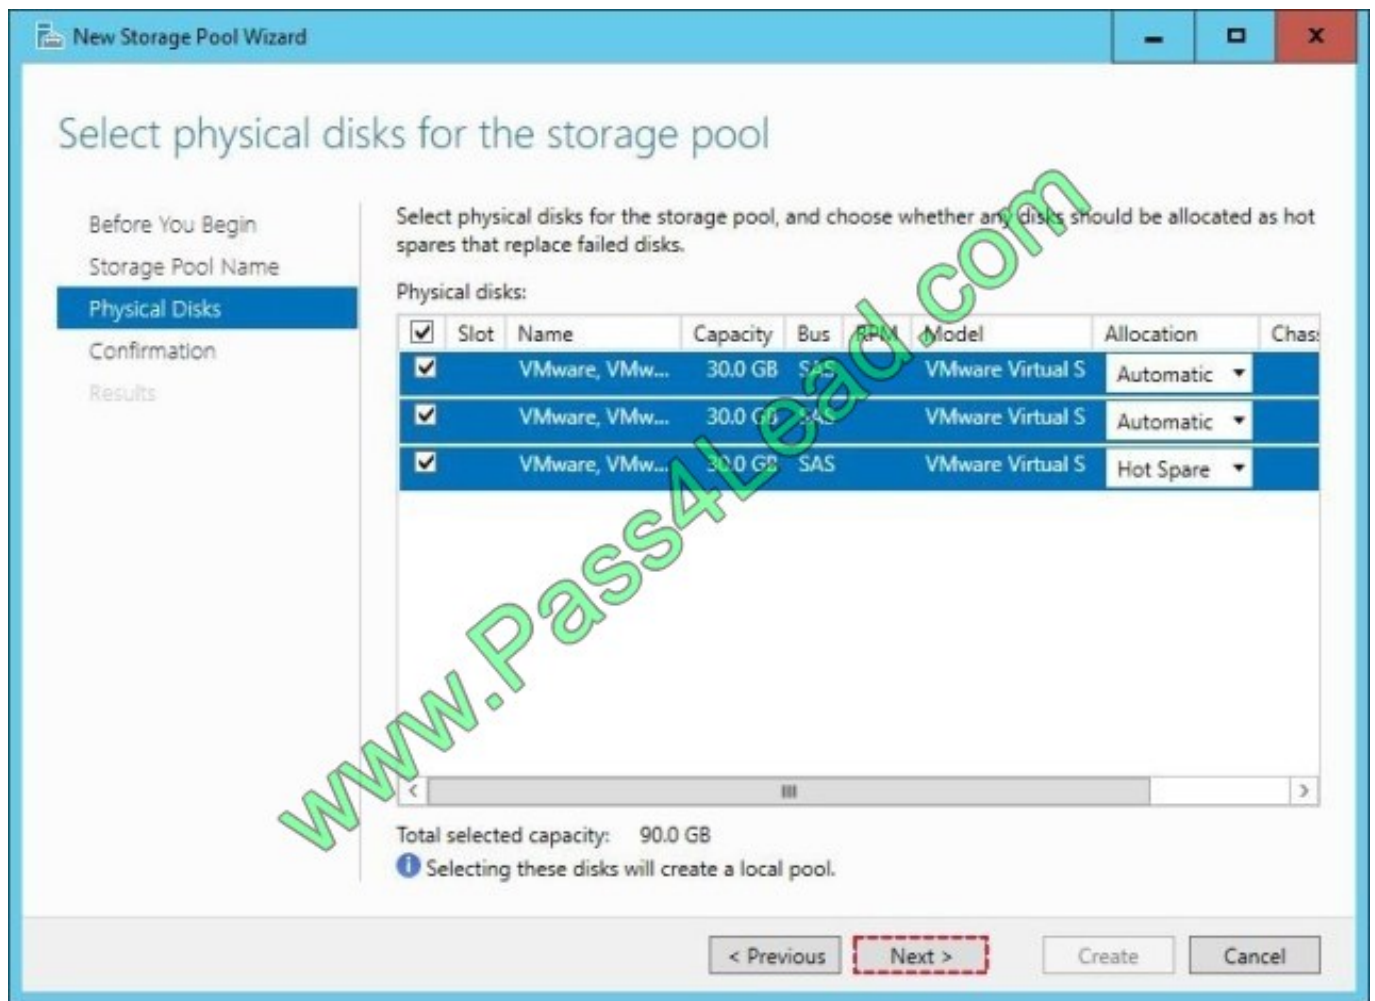 New Storage Pool Wizard
Select physical disks for the storage pool
Before You Begin
Storage Pool Name
Physical Disks
Confirmation
Results
Select physical disks for the storage pool, and choose whether any disks should be allocated as hot
spares that replace failed disks.
Physical disks:
Slot Name Capacity Bus RPM Model Allocation Chas
VMware, VMw... 30.0 GB SAS VMware Virtual S Automatic
VMware, VMw... 30.0 GB SAS VMware Virtual S Automatic
VMware, VMw... 30.0 GB SAS VMware Virtual S Hot Spare
Total selected capacity: 90.0 GB
Selecting these disks will create a local pool.
< Previous Next > Create Cancel
www.Pass4Lead.com